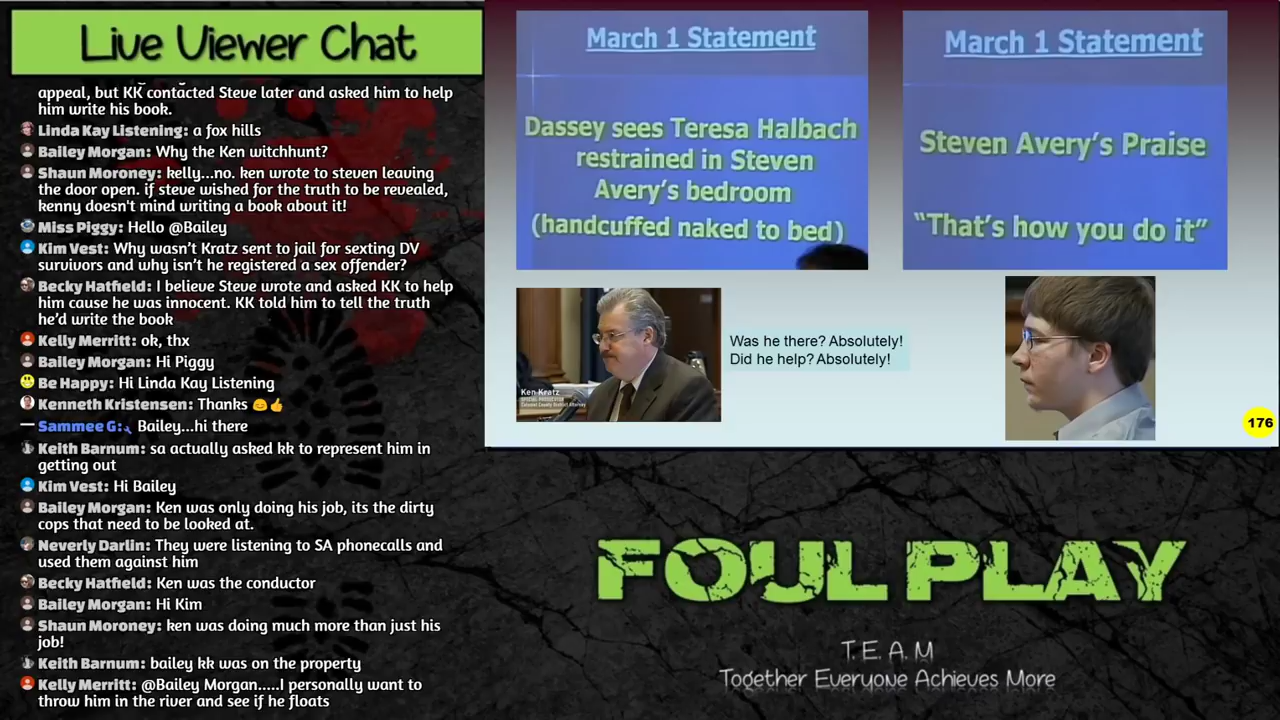 Live Viewer Chat
appeal, but KK contacted Steve later and asked him to help
him write his book.
Linda Kay Listening: a fox hills
Bailey Morgan: Why the Ken witchhunt?
Shaun Moroney: kelly...no. ken wrote to steven leaving
the door open. if steve wished for the truth to be revealed,
kenny doesn't mind writing a book about it!
Miss Piggy: Hello @Bailey
Kim Vest: Why wasn't Kratz sent to jail for sexting DV
survivors and why isn't he registered a sex offender?
Becky Hatfield: I believe Steve wrote and asked KK to help
him cause he was innocent. KK told him to tell the truth
he'd write the book
Kelly Merritt: ok, thx
Bailey Morgan: Hi Piggy
Be Happy: Hi Linda Kay Listening
Kenneth Kristensen: Thanks 😊👍
Sammee G: Bailey...hi there
Keith Barnum: sa actually asked kk to represent him in
getting out
Kim Vest: Hi Bailey
Bailey Morgan: Ken was only doing his job, its the dirty
cops that need to be looked at.
Neverly Darlin: They were listening to SA phonecalls and
used them against him
Becky Hatfield: Ken was the conductor
Bailey Morgan: Hi Kim
Shaun Moroney: ken was doing much more than just his
job!
Keith Barnum: bailey kk was on the property
Kelly Merritt: @Bailey Morgan.....I personally want to
throw him in the river and see if he floats
March 1 Statement
Dassey sees Teresa Halbach
restrained in Steven
Avery's bedroom
(handcuffed naked to bed)
March 1 Statement
Steven Avery's Praise
"That's how you do it"
Ken Kratz
SPECIAL PROSECUTOR
Calumet County District Attorney
Was he there? Absolutely!
Did he help? Absolutely!
176
FOUL PLAY
T.E.A.M
Together Everyone Achieves More